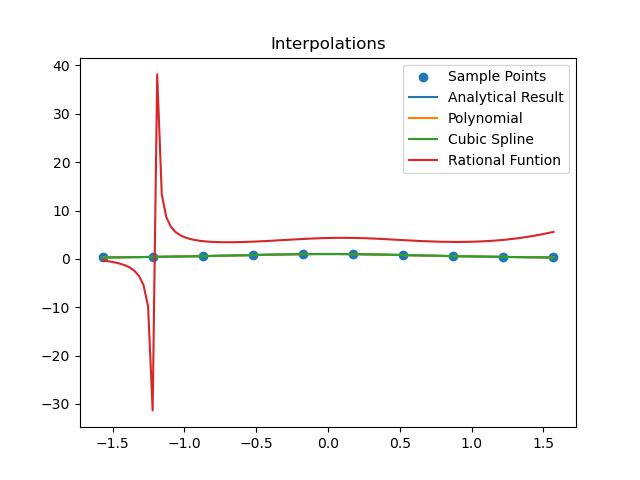 Interpolations
40
30
20
10
0
−10
−20
−30
Sample Points
Analytical Result
Polynomial
Cubic Spline
Rational Funtion
−1.5 −1.0 −0.5 0.0 0.5 1.0 1.5